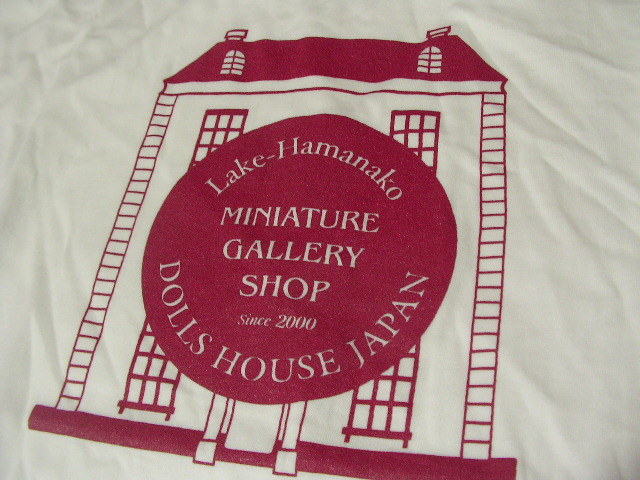 Lake-Hamanako
MINIATURE
GALLERY
SHOP
Since 2000
DOLLS HOUSE JAPAN